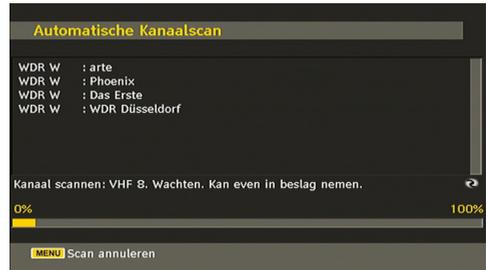 Automatische Kanaalscan
WDR W : arte
WDR W : Phoenix
WDR W : Das Erste
WDR W : WDR Düsseldorf
Kanaal scannen: VHF 8. Wachten. Kan even in beslag nemen.
0% 100%
MENU Scan annuleren